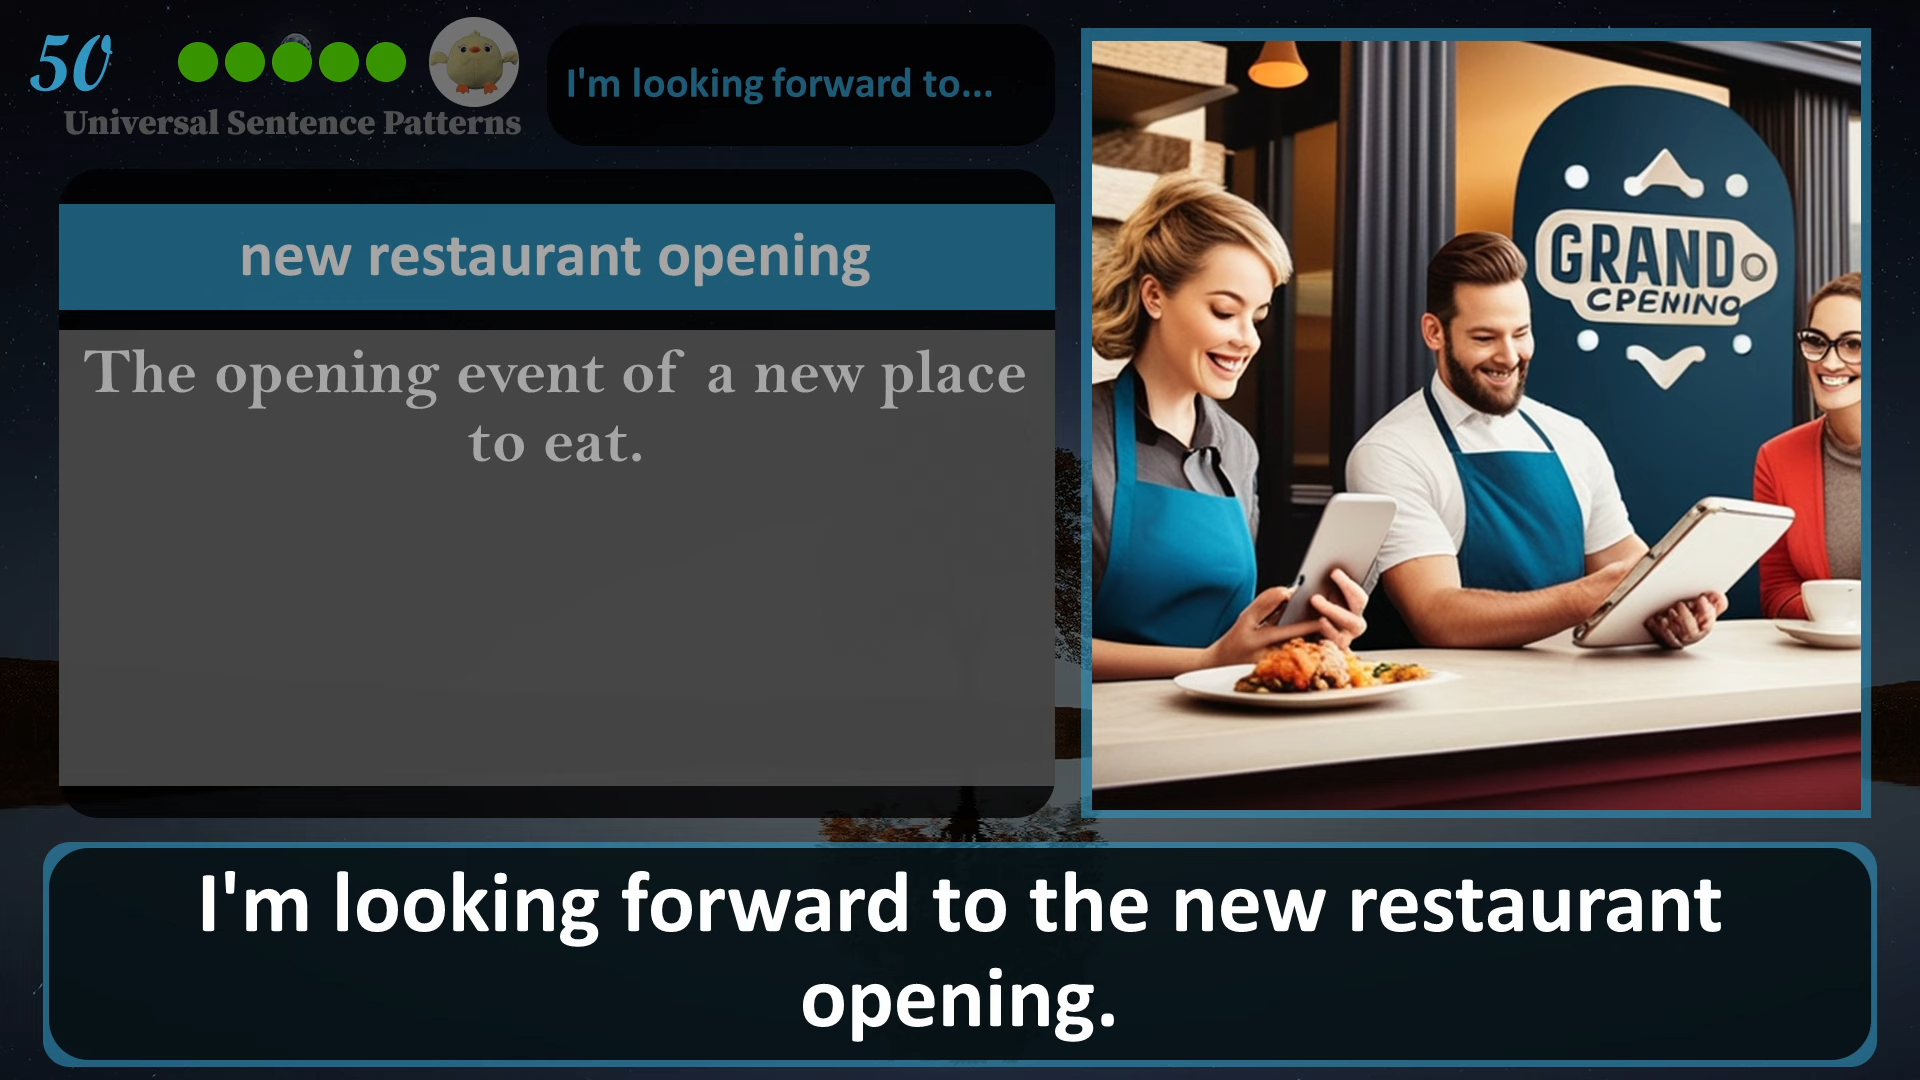 50
Universal Sentence Patterns
I'm looking forward to...
new restaurant opening
The opening event of a new place
to eat.
GRAND
CPENINO
I'm looking forward to the new restaurant
opening.